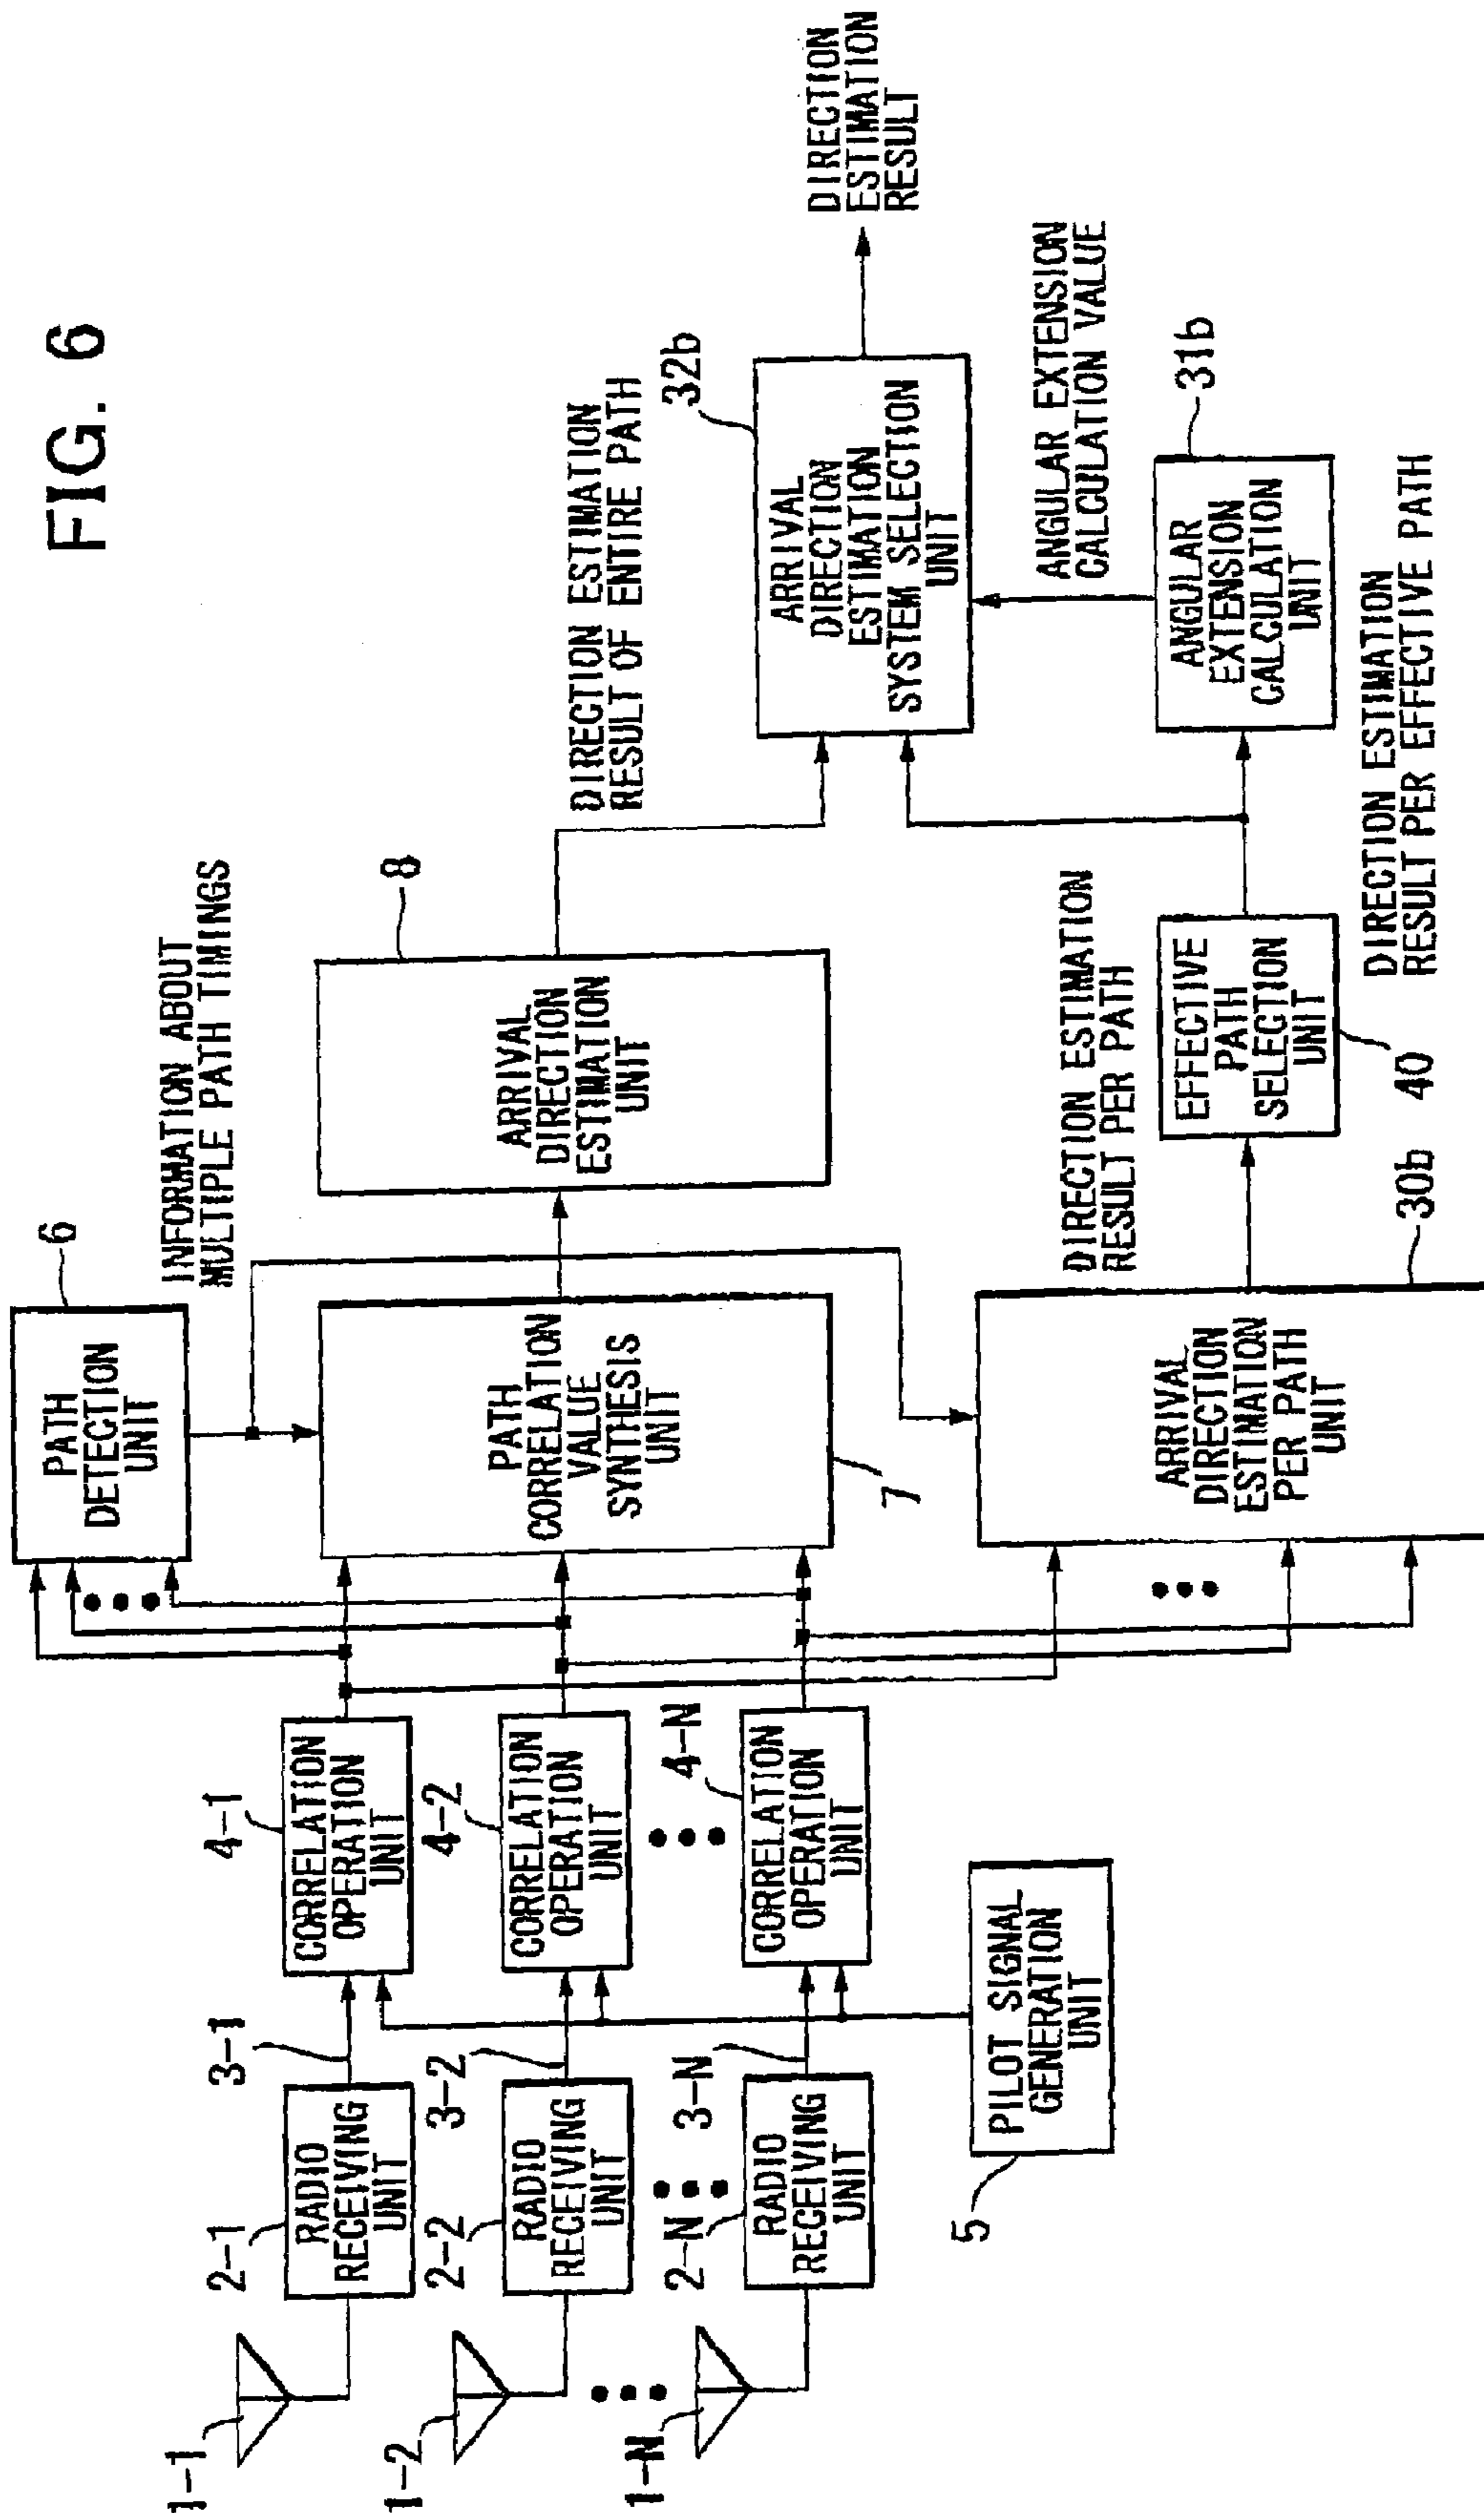 FIG. 6
1-1
1-2
1-N
2-1
RADIO
RECEIVING
UNIT
2-2
RADIO
RECEIVING
UNIT
2-N
RADIO
RECEIVING
UNIT
3-1
3-2
3-N
5
PILOT SIGNAL
GENERATION
UNIT
4-1
CORRELATION
OPERATION
UNIT
4-2
CORRELATION
OPERATION
UNIT
4-N
CORRELATION
OPERATION
UNIT
6
PATH
DETECTION
UNIT
INFORMATION ABOUT
MULTIPLE PATH TIMINGS
PATH
CORRELATION
VALUE
SYNTHESIS
UNIT
7
ARRIVAL
DIRECTION
ESTIMATION
PER PATH
UNIT
30b
8
ARRIVAL
DIRECTION
ESTIMATION
UNIT
DIRECTION ESTIMATION
RESULT PER PATH
EFFECTIVE
PATH
SELECTION
UNIT
40
DIRECTION ESTIMATION
RESULT OF ENTIRE PATH
DIRECTION ESTIMATION
RESULT PER EFFECTIVE PATH
32b
ARRIVAL
DIRECTION
ESTIMATION
SYSTEM SELECTION
UNIT
ANGULAR EXTENSION
CALCULATION VALUE
ANGULAR
EXTENSION
CALCULATION
UNIT
31b
DIRECTION
ESTIMATION
RESULT